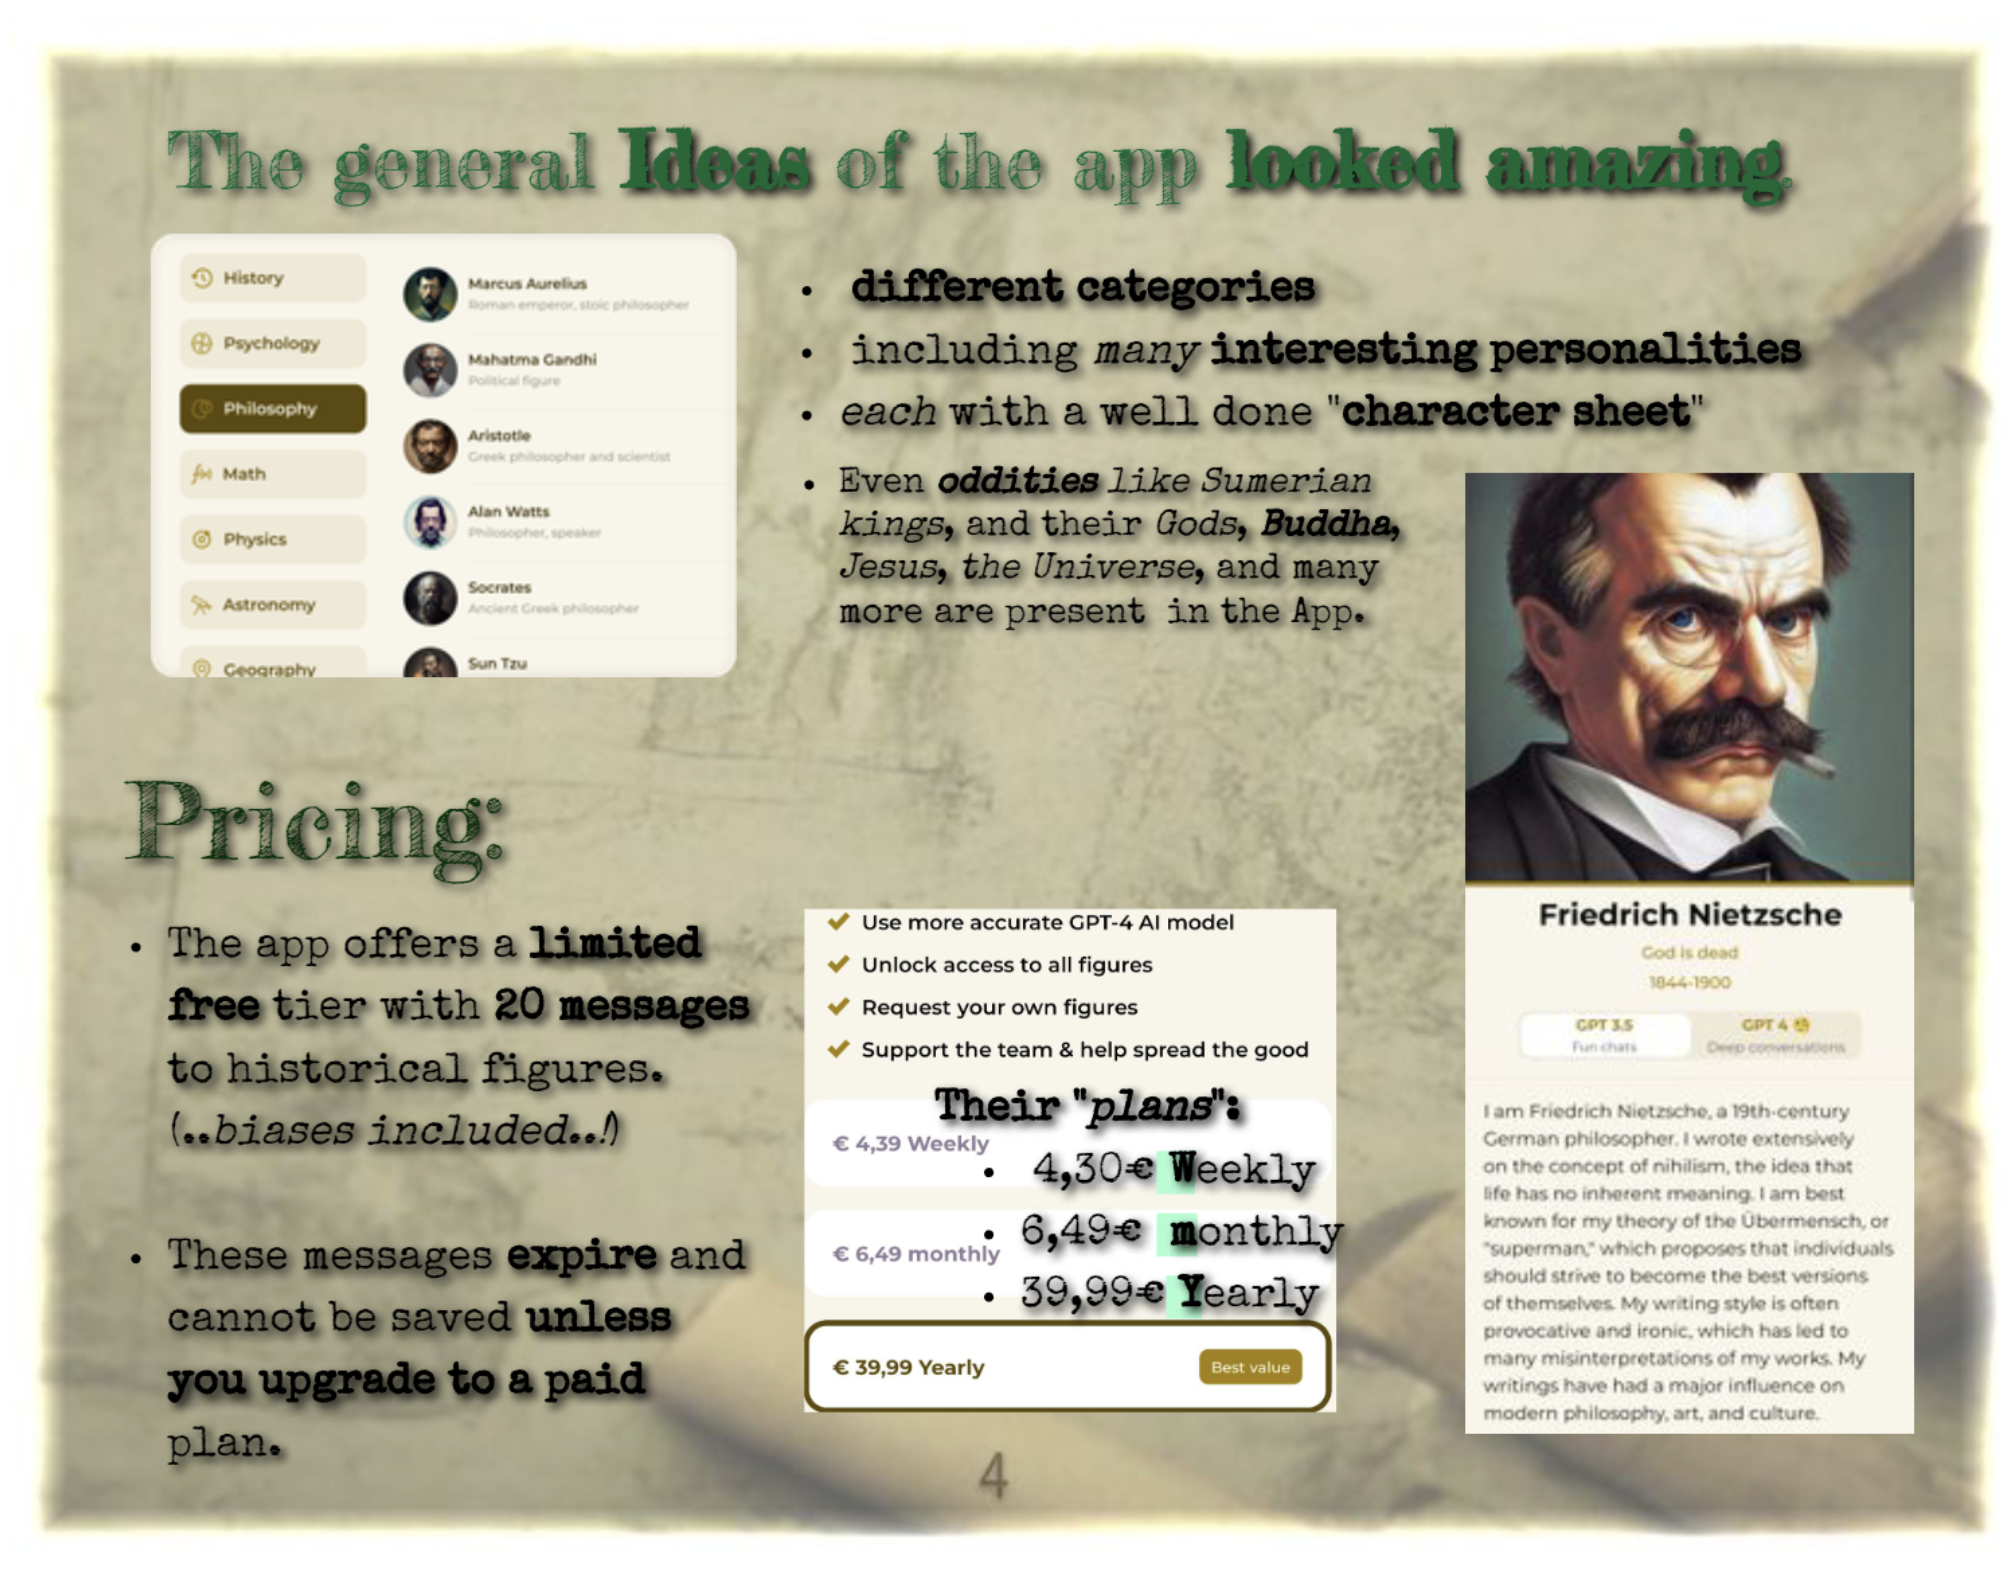 The general Ideas of the app looked amazing.
History
Psychology
Philosophy
Math
Physics
Astronomy
Geography
Marcus Aurelius
Roman emperor, stoic philosopher
Mahatma Gandhi
Political figure
Aristotle
Greek philosopher and scientist
Alan Watts
Philosopher, speaker
Socrates
Ancient Greek philosopher
Sun Tzu
• different categories
• including many interesting personalities
• each with a well done "character sheet"
• Even oddities like Sumerian
kings, and their Gods, Buddha,
Jesus, the Universe, and many
more are present in the App.
Pricing:
• The app offers a limited
free tier with 20 messages
to historical figures.
(..biases included..!)
• These messages expire and
cannot be saved unless
you upgrade to a paid
plan.
Use more accurate GPT-4 AI model
Unlock access to all figures
Request your own figures
Support the team & help spread the good
Their "plans":
€ 4,39 Weekly
• 4,30€ Weekly
• 6,49€ monthly
€ 6,49 monthly
• 39,99€ Yearly
€ 39,99 Yearly
Best value
Friedrich Nietzsche
God is dead
1844-1900
GPT 3.5
Fun chats
GPT 4 🧐
Deep conversations
I am Friedrich Nietzsche, a 19th-century
German philosopher. I wrote extensively
on the concept of nihilism, the idea that
life has no inherent meaning. I am best
known for my theory of the Übermensch, or
"superman," which proposes that individuals
should strive to become the best versions
of themselves. My writing style is often
provocative and ironic, which has led to
many misinterpretations of my works. My
writings have had a major influence on
modern philosophy, art, and culture.
4